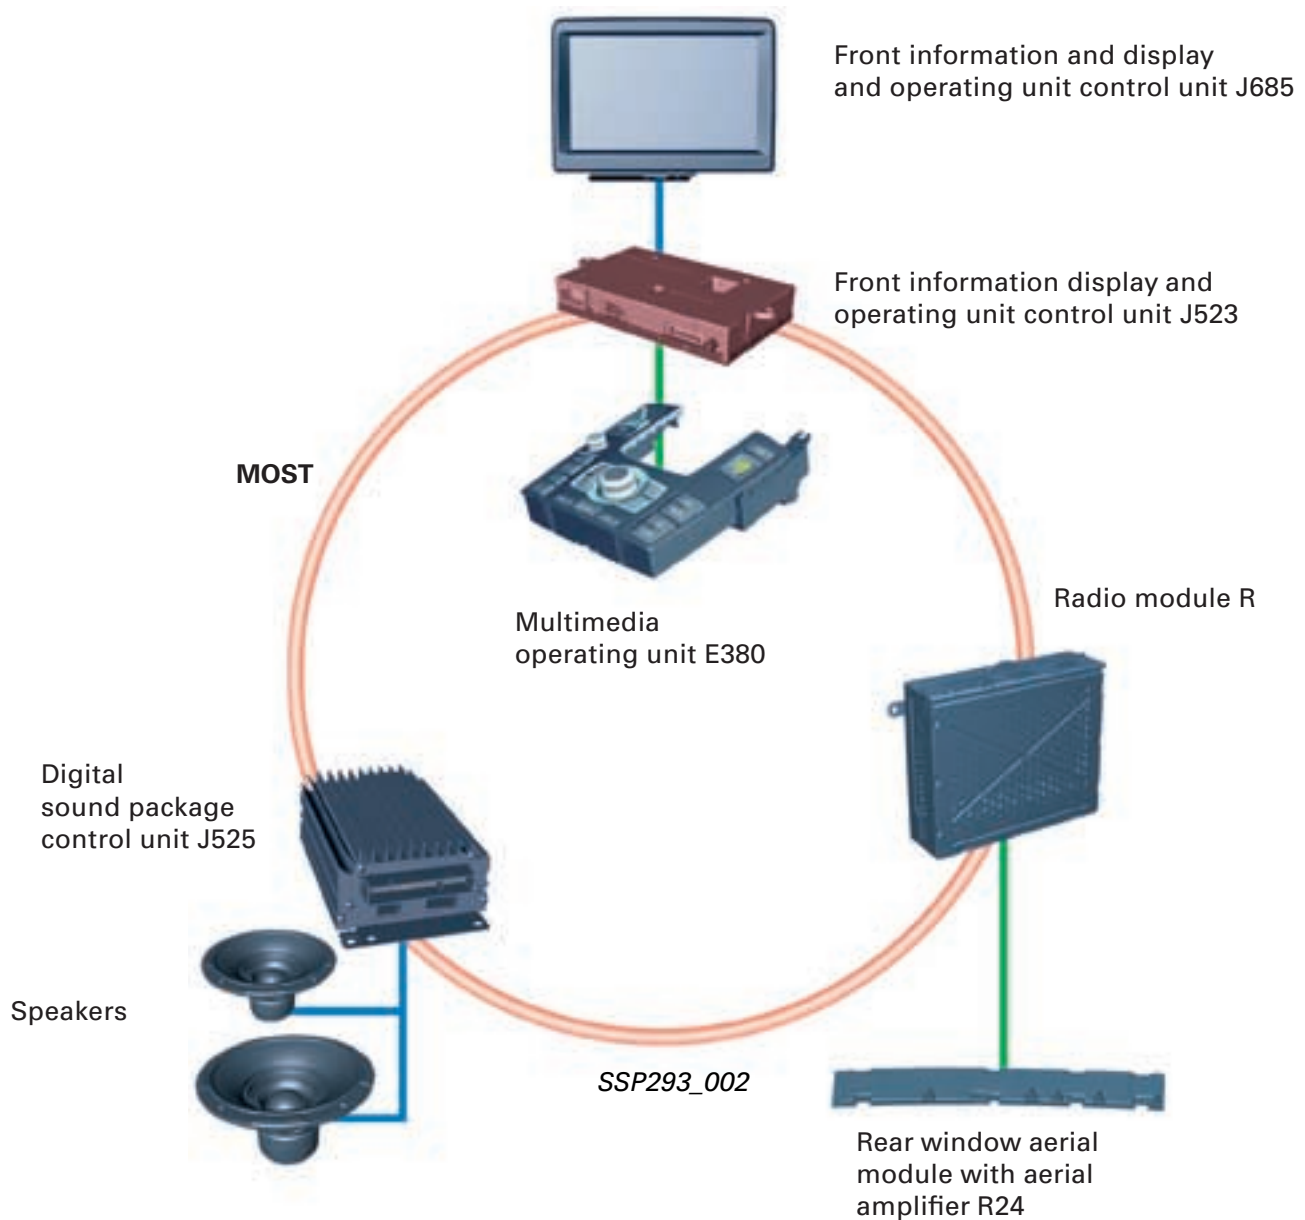 Front information and display
and operating unit control unit J685
Front information display and
operating unit control unit J523
MOST
Radio module R
Multimedia
operating unit E380
Digital
sound package
control unit J525
Speakers
SSP293_002
Rear window aerial
module with aerial
amplifier R24